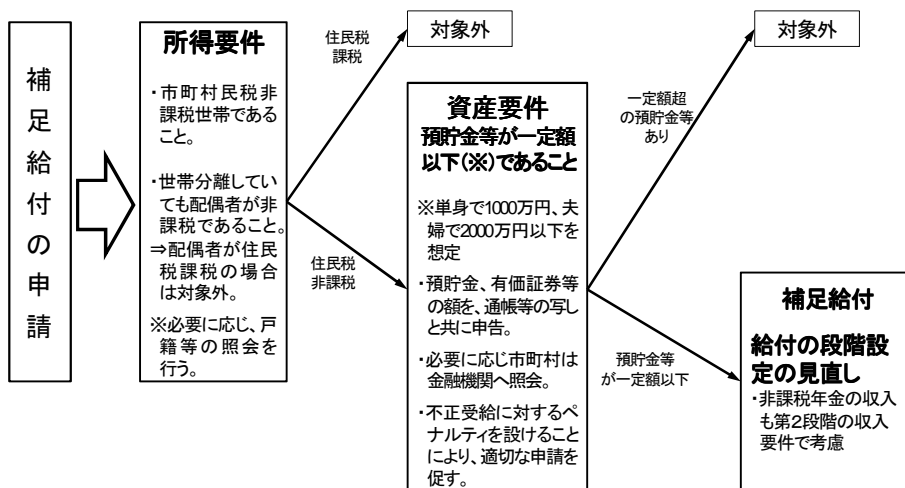 補足給付の申請
所得要件
・市町村民税非
課税世帯であるこ
と。
・世帯分離してい
ても配偶者が非
課税であること。
⇒配偶者が住民
税課税の場合
は対象外。
※必要に応じ、戸
籍等の照会を
行う。
住民税
課税
対象外
住民税
非課税
資産要件
預貯金等が一定額
以下(※)であること
※単身で1000万円、夫
婦で2000万円以下を
想定
・預貯金、有価証券等
の額を、通帳等の写し
と共に申告。
・必要に応じ市町村は
金融機関へ照会。
・不正受給に対するペ
ナルティを設けること
により、適切な申請を
促す。
一定額超
の預貯金等
あり
対象外
預貯金等
が一定額以下
補足給付
給付の段階設
定の見直し
・非課税年金の収入
も第2段階の収入
要件で考慮